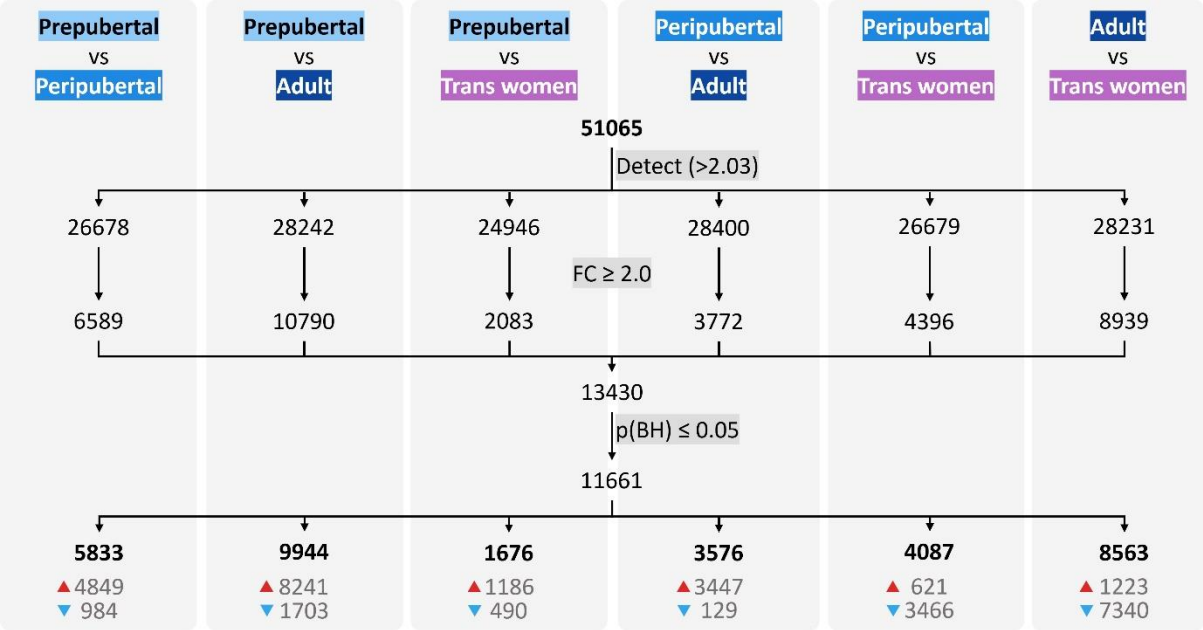 Prepubertal
vs
Peripubertal
Prepubertal
vs
Adult
Prepubertal
vs
Trans women
Peripubertal
vs
Adult
Peripubertal
vs
Trans women
Adult
vs
Trans women
51065
Detect (>2.03)
26678 28242 24946 28400 26679 28231
FC ≥ 2.0
6589 10790 2083 3772 4396 8939
13430
p(BH) ≤ 0.05
11661
5833 9944 1676 3576 4087 8563
▲4849 ▲8241 ▲1186 ▲3447 ▲ 621 ▲1223
▼ 984 ▼1703 ▼ 490 ▼ 129 ▼3466 ▼7340